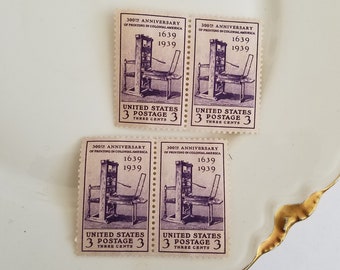 300TH ANNIVERSARY
OF PRINTING IN COLONIAL AMERICA
1639
1939
UNITED STATES
3 POSTAGE 3
THREE CENTS
300TH ANNIVERSARY
OF PRINTING IN COLONIAL AMERICA
1639
1939
UNITED STATES
3 POSTAGE 3
THREE CENTS
300TH ANNIVERSARY
OF PRINTING IN COLONIAL AMERICA
1639
1939
UNITED STATES
3 POSTAGE 3
THREE CENTS
300TH ANNIVERSARY
OF PRINTING IN COLONIAL AMERICA
1639
1939
UNITED STATES
3 POSTAGE 3
THREE CENTS